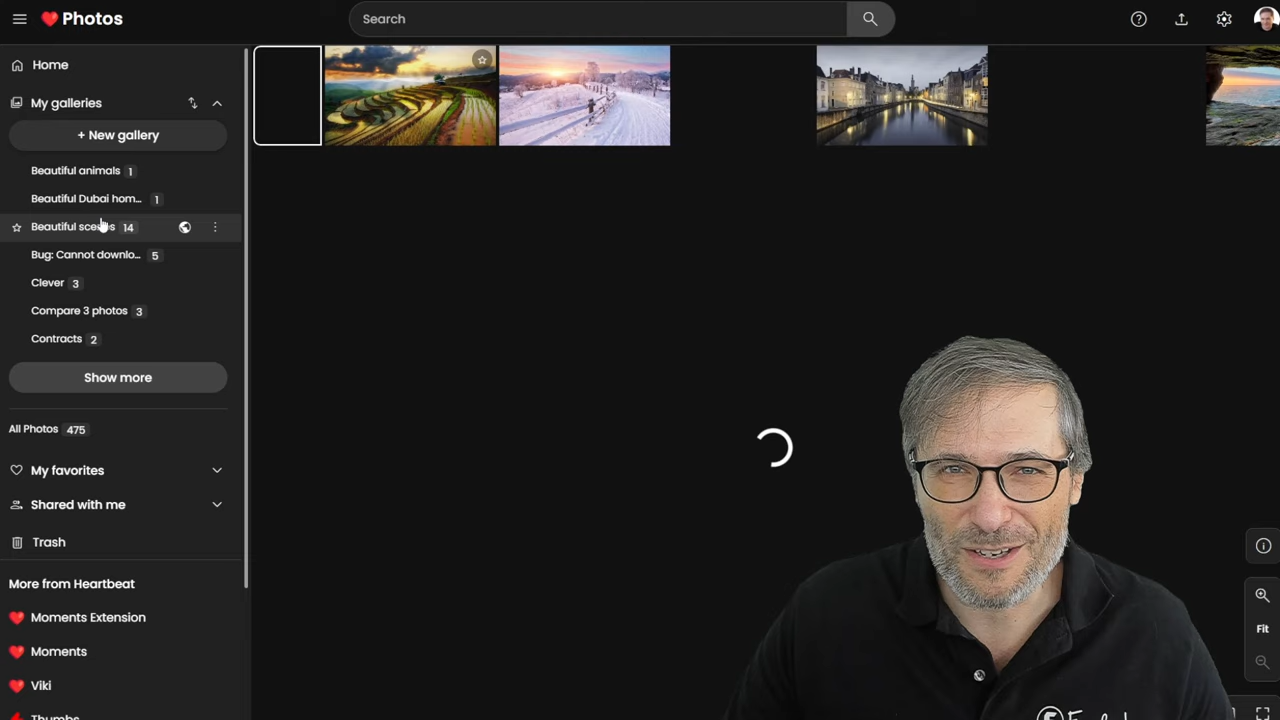 Photos
Search
Home
My galleries
+ New gallery
Beautiful animals 1
Beautiful Dubai hom... 1
Beautiful scenes 14
Bug: Cannot downlo... 5
Clever 3
Compare 3 photos 3
Contracts 2
Show more
All Photos 475
My favorites
Shared with me
Trash
More from Heartbeat
Moments Extension
Moments
Viki
Thumbs
Fit